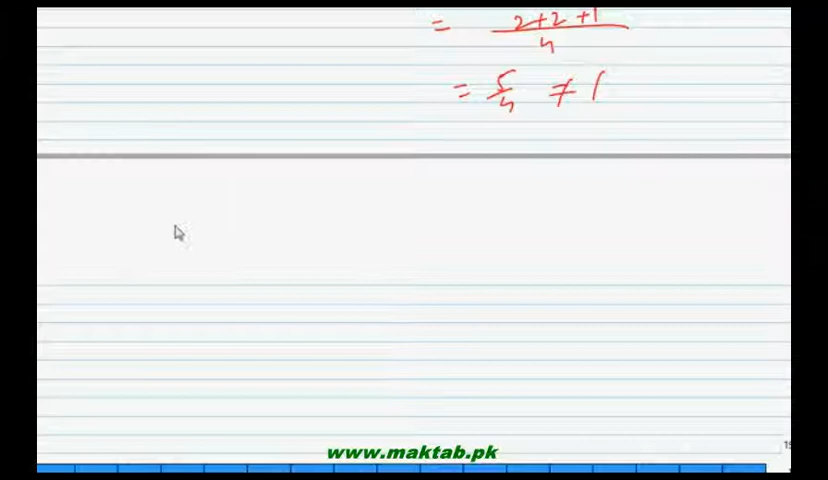 = (2+2+1)/4
= 5/4 ≠ 1
www.maktab.pk